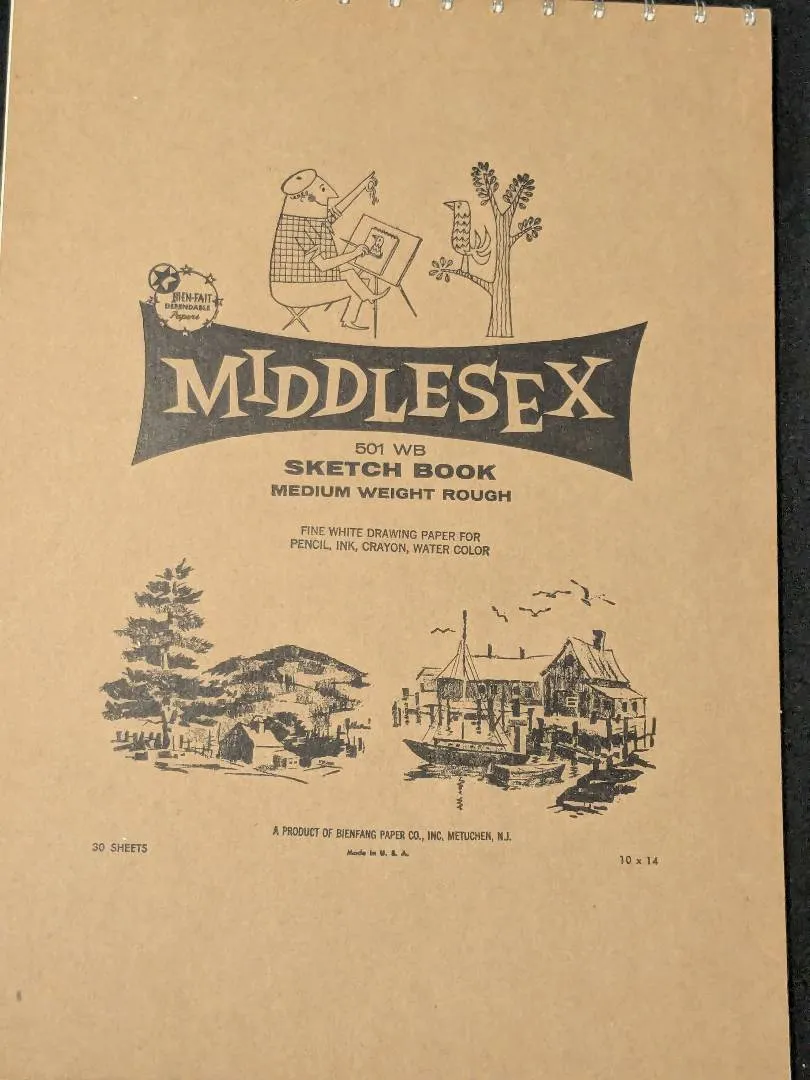 BIEN-FAIT
DEPENDABLE
Papers
MIDDLESEX
501 WB
SKETCH BOOK
MEDIUM WEIGHT ROUGH
FINE WHITE DRAWING PAPER FOR
PENCIL, INK, CRAYON, WATER COLOR
A PRODUCT OF BIENFANG PAPER CO., INC. METUCHEN, N.J.
30 SHEETS
Made in U. S. A.
10 x 14